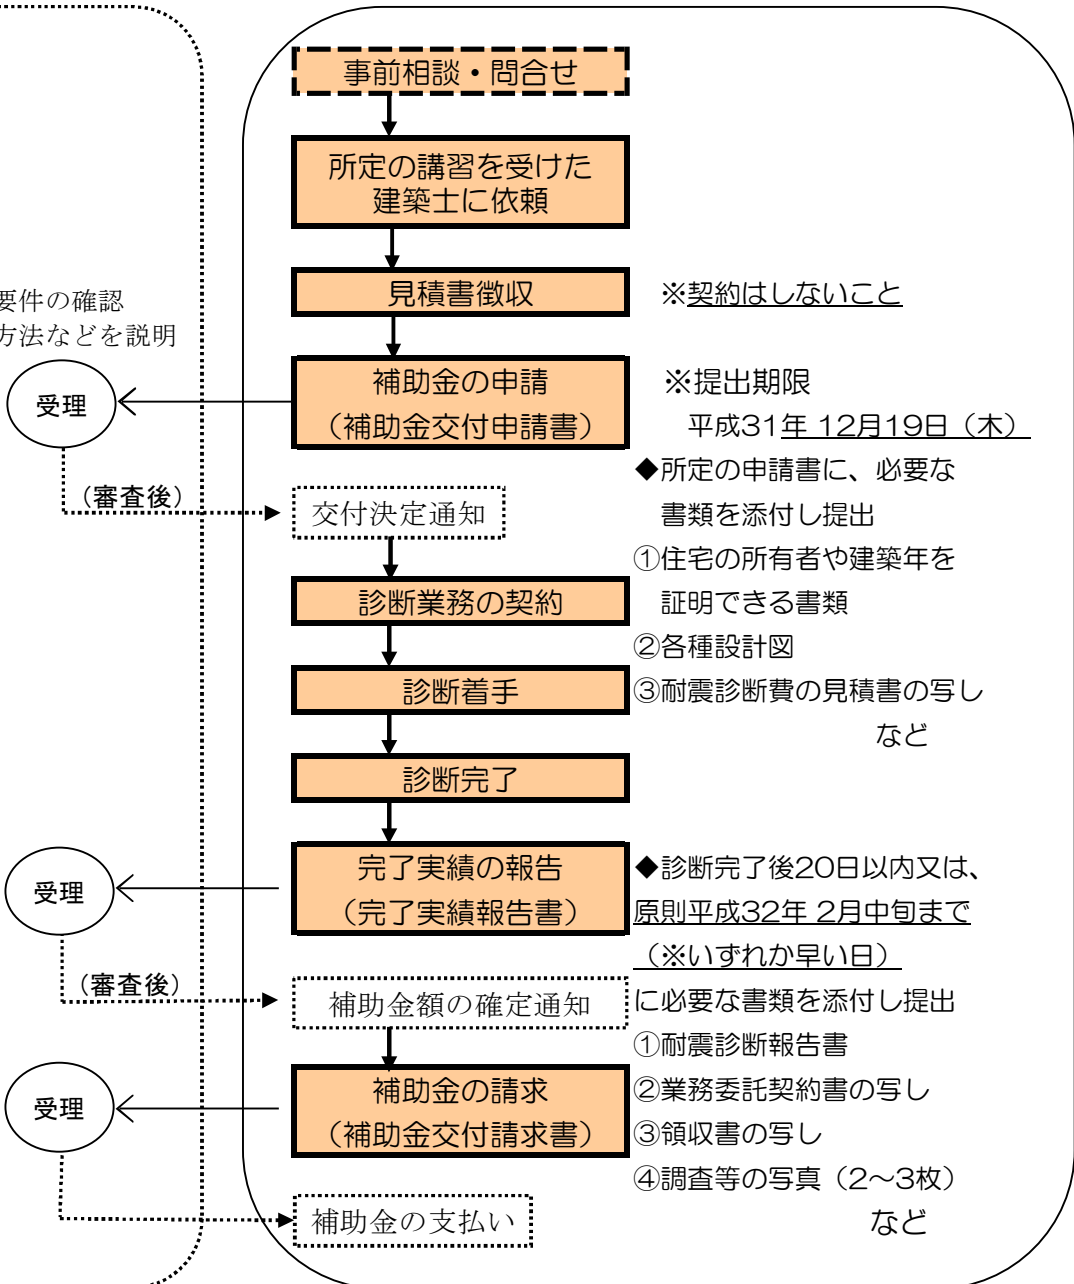 事前相談・問合せ
所定の講習を受けた
建築士に依頼
見積書徴収
※契約はしないこと
要件の確認
方法などを説明
受理
補助金の申請
（補助金交付申請書）
※提出期限
平成31年 12月19日（木）
◆所定の申請書に、必要な
書類を添付し提出
①住宅の所有者や建築年を
証明できる書類
②各種設計図
③耐震診断費の見積書の写し
など
（審査後）
交付決定通知
診断業務の契約
診断着手
診断完了
受理
完了実績の報告
（完了実績報告書）
◆診断完了後20日以内又は、
原則平成32年 2月中旬まで
（※いずれか早い日）
に必要な書類を添付し提出
①耐震診断報告書
②業務委託契約書の写し
③領収書の写し
④調査等の写真（2～3枚）
など
（審査後）
補助金額の確定通知
受理
補助金の請求
（補助金交付請求書）
補助金の支払い